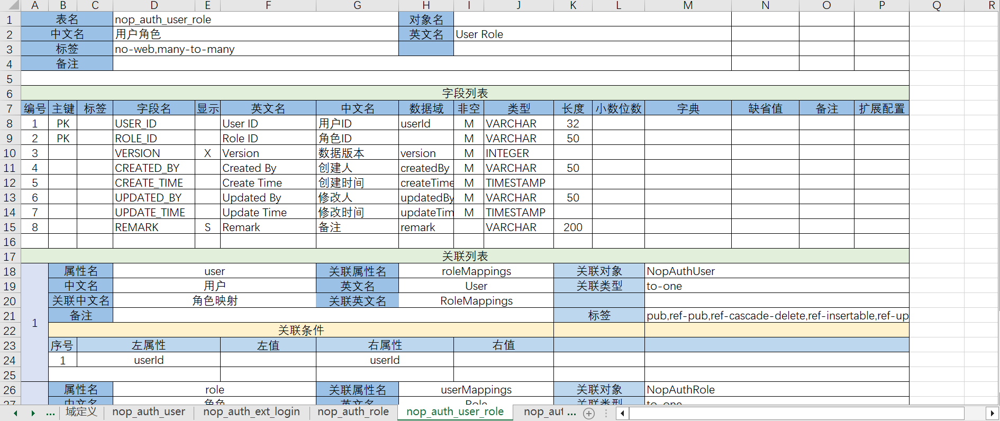 A B C D E F G H I J K L M N O P Q R
1 表名 nop_auth_user_role 对象名
2 中文名 用户角色 英文名 User Role
3 标签 no-web,many-to-many
4 备注
5
6 字段列表
7 编号 主键 标签 字段名 显示 英文名 中文名 数据域 非空 类型 长度 小数位数 字典 缺省值 备注 扩展配置
8 1 PK USER_ID User ID 用户ID userId M VARCHAR 32
9 2 PK ROLE_ID Role ID 角色ID M VARCHAR 50
10 3 VERSION X Version 数据版本 version M INTEGER
11 4 CREATED_BY Created By 创建人 createdBy M VARCHAR 50
12 5 CREATE_TIME Create Time 创建时间 createTime M TIMESTAMP
13 6 UPDATED_BY Updated By 修改人 updatedBy M VARCHAR 50
14 7 UPDATE_TIME Update Time 修改时间 updateTim M TIMESTAMP
15 8 REMARK S Remark 备注 remark VARCHAR 200
16
17 关联列表
18 属性名 user 关联属性名 roleMappings 关联对象 NopAuthUser
19 中文名 用户 英文名 User 关联类型 to-one
20 关联中文名 角色映射 关联英文名 RoleMappings
21 1 备注 标签 pub,ref-pub,ref-cascade-delete,ref-insertable,ref-up
22 关联条件
23 序号 左属性 左值 右属性 右值
24 1 userId userId
25
26 属性名 role 关联属性名 userMappings 关联对象 NopAuthRole
27 中文名 角色 英文名 Role 关联类型 to-one
... 域定义 nop_auth_user nop_auth_ext_login nop_auth_role nop_auth_user_role nop_aut ...